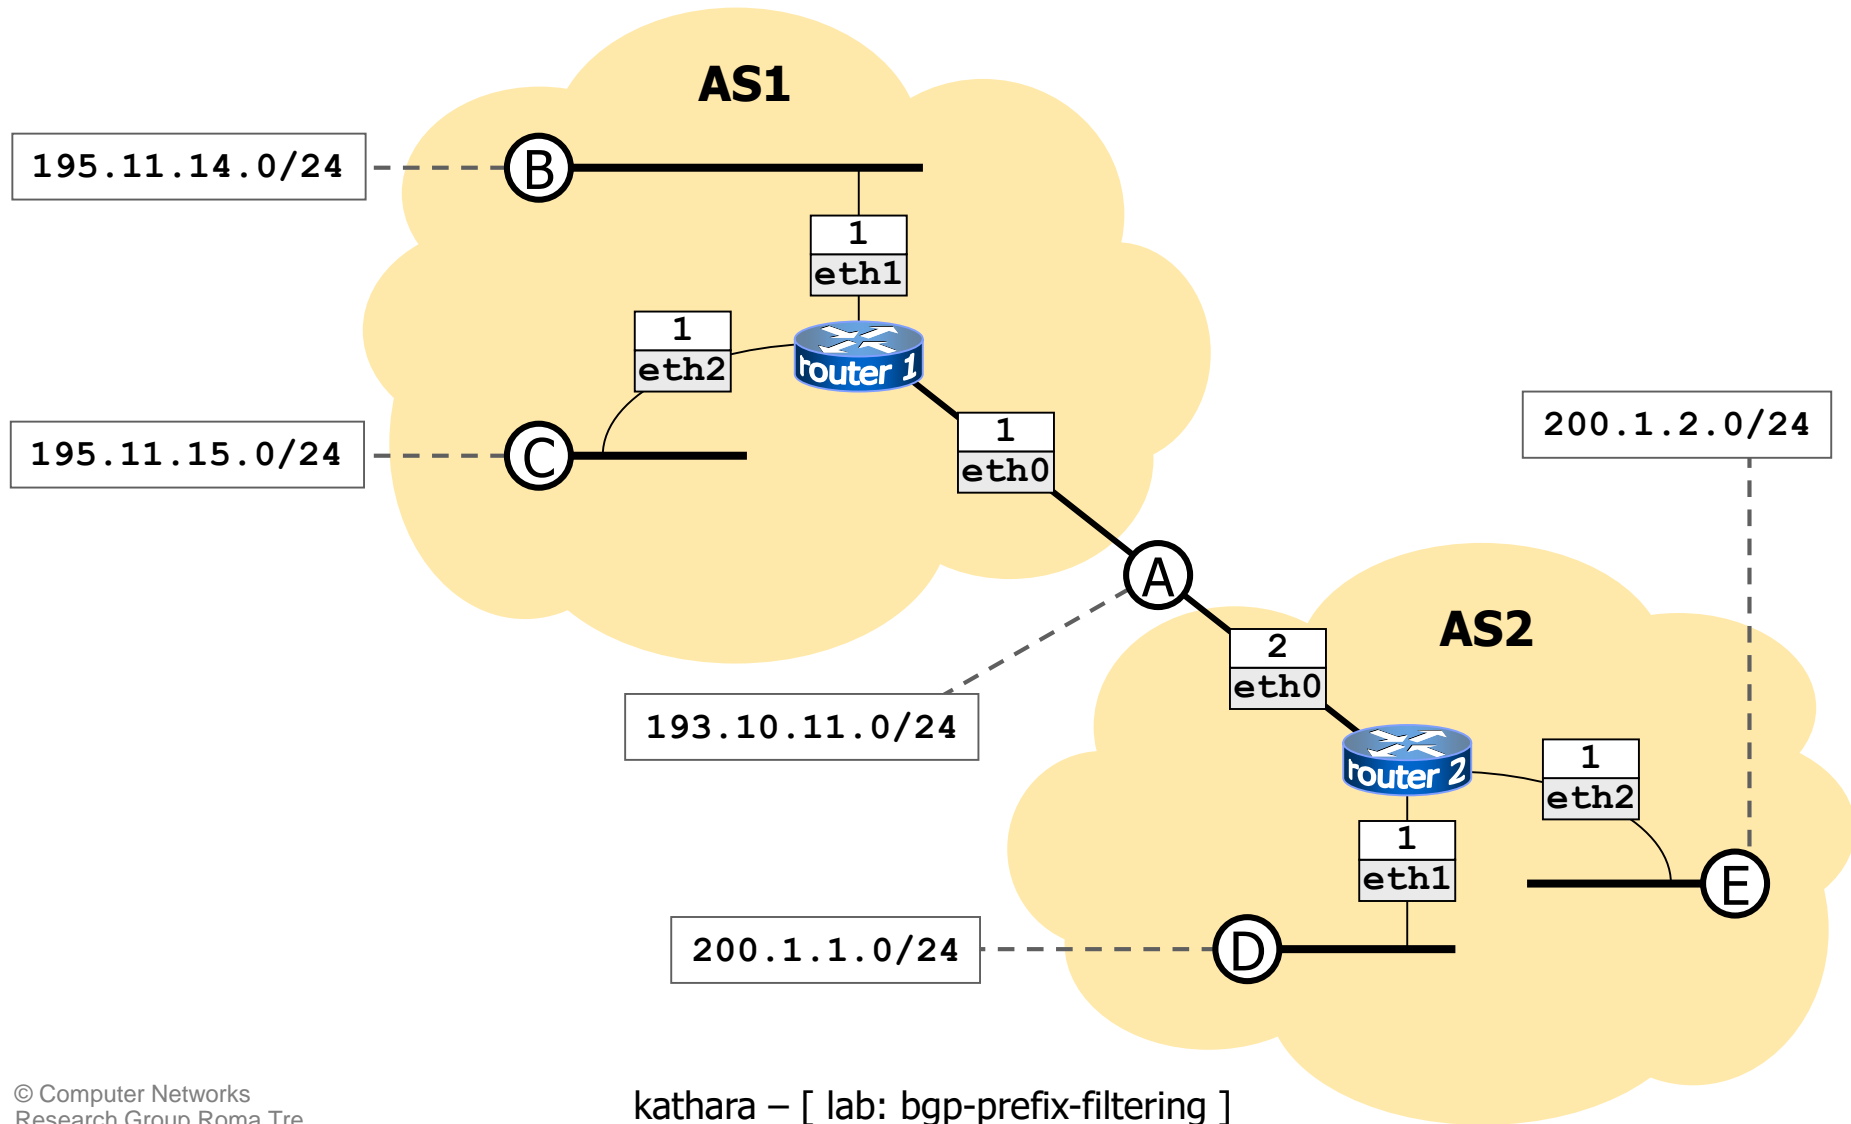 AS1
195.11.14.0/24
B
1
eth1
1
eth2
router 1
195.11.15.0/24
C
1
eth0
200.1.2.0/24
A
AS2
2
eth0
193.10.11.0/24
router 2
1
eth2
1
eth1
E
200.1.1.0/24
D
© Computer Networks
Research Group Roma Tre
kathara – [ lab: bgp-prefix-filtering ]